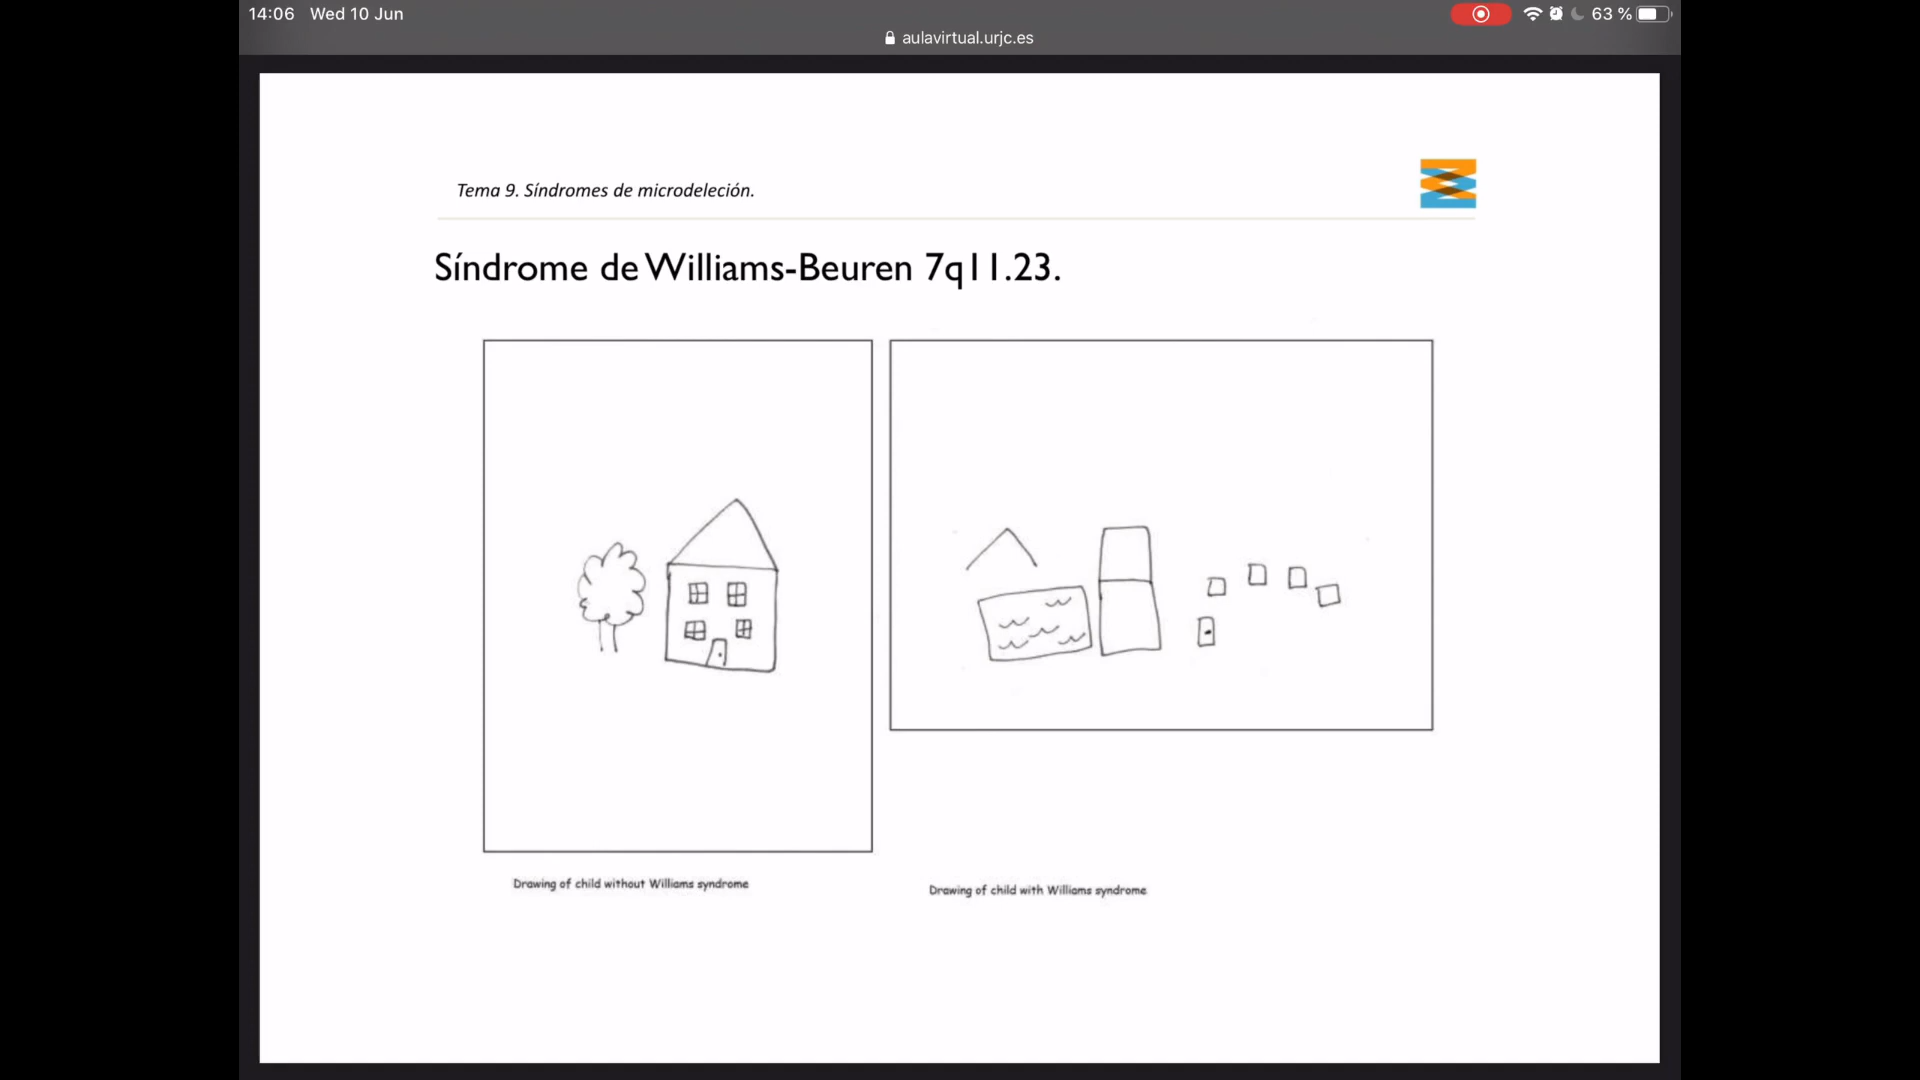 14:06 Wed 10 Jun
63 %
aulavirtual.urjc.es
Tema 9. Síndromes de microdeleción.
Síndrome de Williams-Beuren 7q11.23.
Drawing of child without Williams syndrome
Drawing of child with Williams syndrome